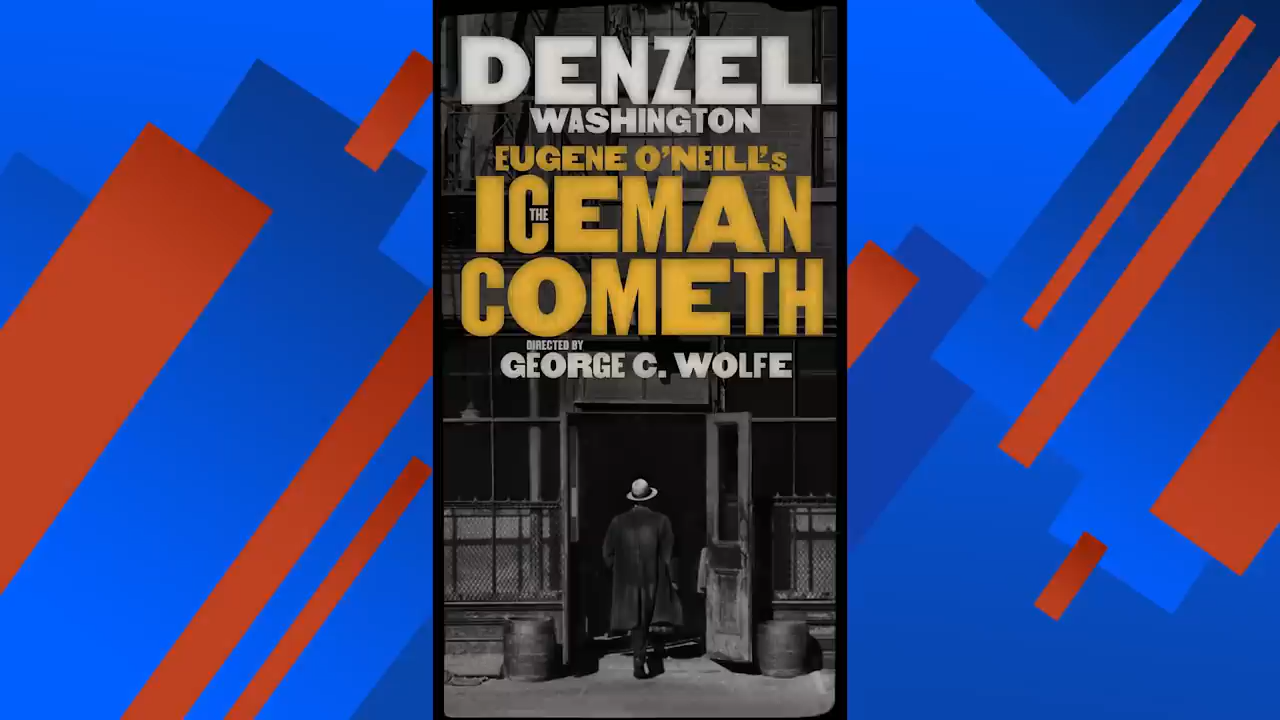 DENZEL
WASHINGTON
EUGENE O'NEILL's
THE
ICEMAN
COMETH
DIRECTED BY
GEORGE C. WOLFE